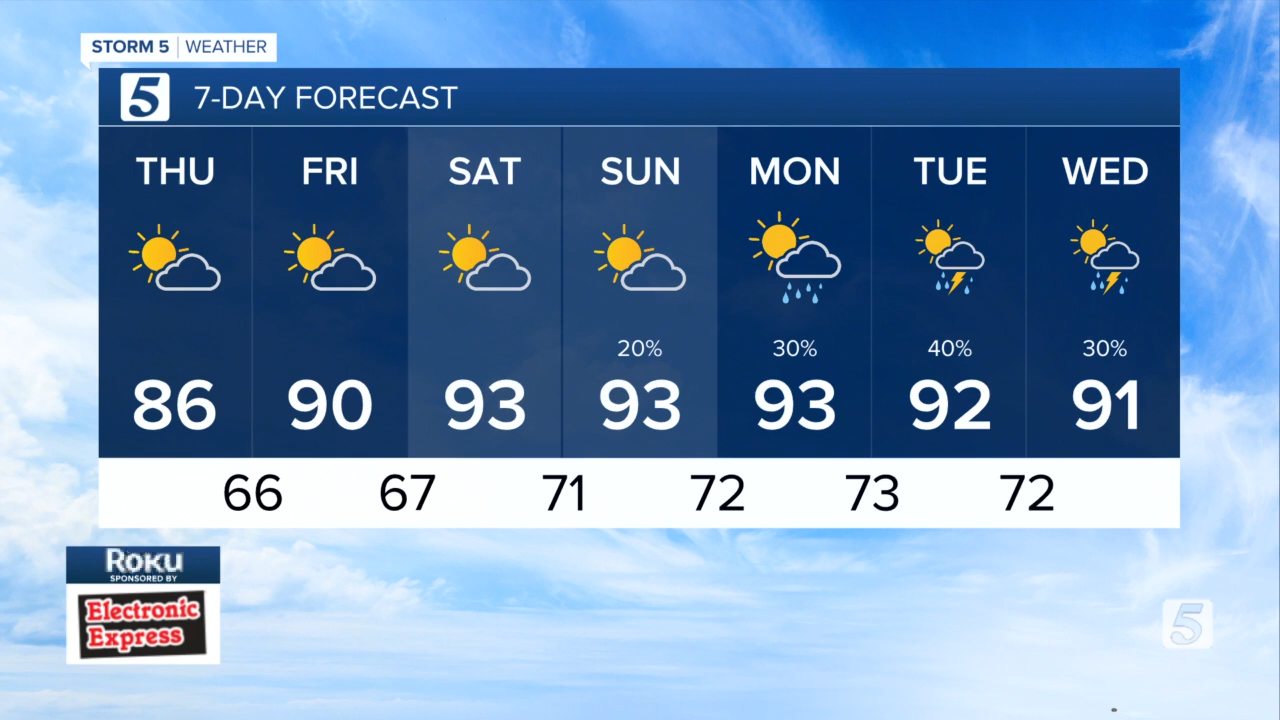 STORM 5 | WEATHER
5 7-DAY FORECAST
THU FRI SAT SUN MON TUE WED
20% 30% 40% 30%
86 90 93 93 93 92 91
66 67 71 72 73 72
Roku
SPONSORED BY
Electronic
Express
5